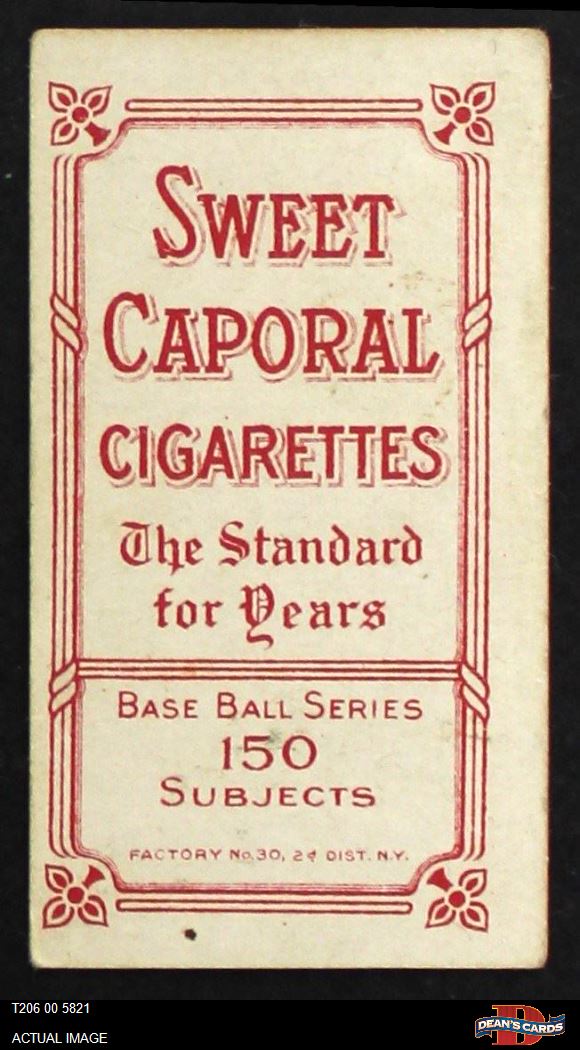 SWEET
CAPORAL
CIGARETTES
The Standard
for Years
BASE BALL SERIES
150
SUBJECTS
FACTORY No. 30, 2d DIST. N.Y.
T206 00 5821
ACTUAL IMAGE
D
DEAN'S CARDS